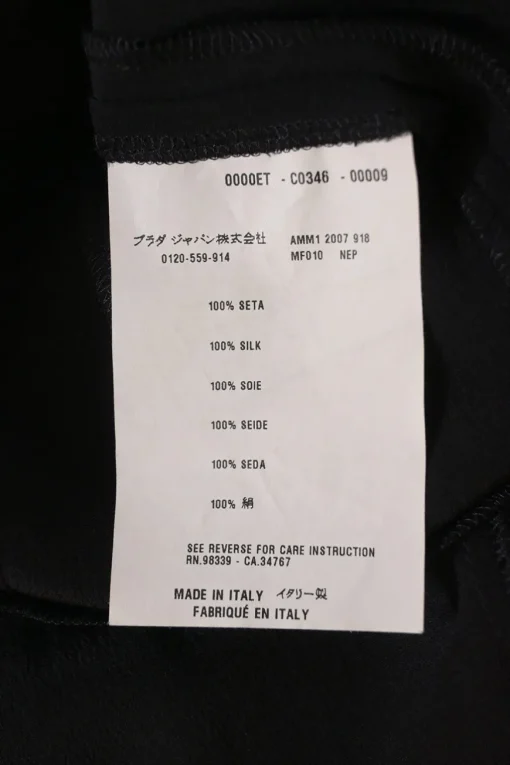 0000ET - C0346 - 00009
プラダ ジャパン株式会社 AMM1 2007 918
0120-559-914 MF010 NEP
100% SETA
100% SILK
100% SOIE
100% SEIDE
100% SEDA
100% 絹
SEE REVERSE FOR CARE INSTRUCTION
RN.98339 - CA.34767
MADE IN ITALY イタリー製
FABRIQUÉ EN ITALY